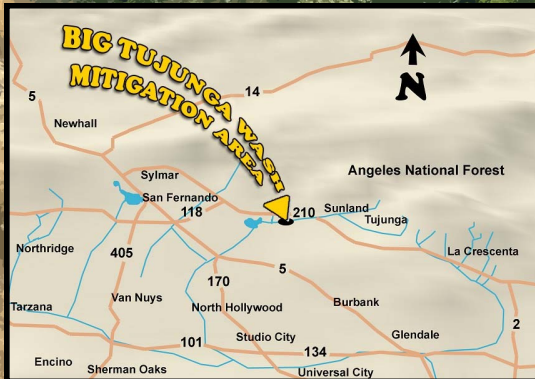 BIG TUJUNGA WASH
MITIGATION AREA
N
5
14
Newhall
Angeles National Forest
Sylmar
San Fernando
118
210
Sunland
Tujunga
Northridge
405
La Crescenta
5
170
Tarzana
Van Nuys
North Hollywood
Burbank
2
Studio City
Glendale
101
134
Encino
Sherman Oaks
Universal City